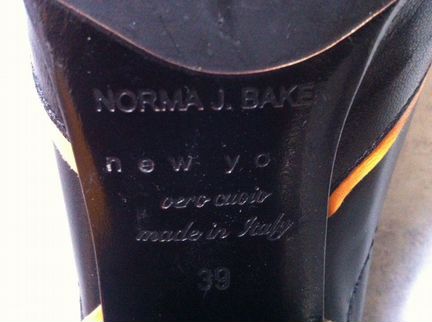 NORMA J. BAKE
new yo
vero cuoio
made in Italy
39